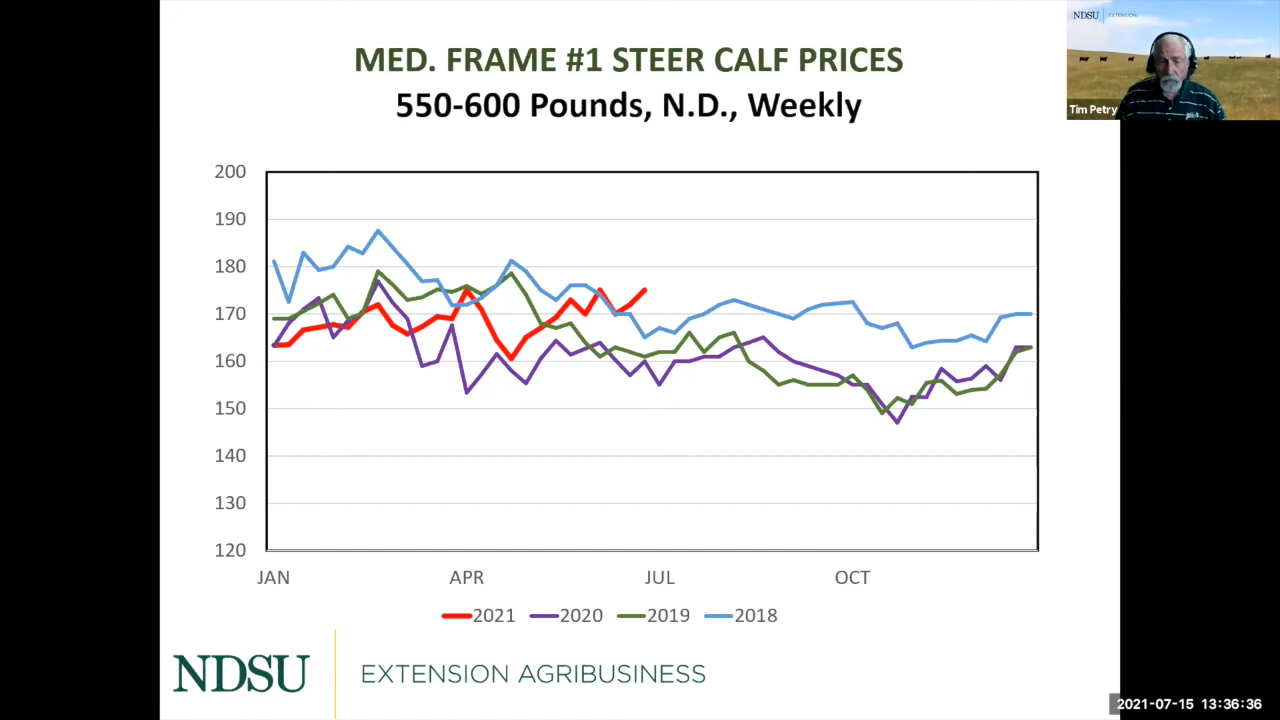 MED. FRAME #1 STEER CALF PRICES
550-600 Pounds, N.D., Weekly
NDSU EXTENSION
Tim Petry
200
190
180
170
160
150
140
130
120
JAN APR JUL OCT
2021 2020 2019 2018
NDSU EXTENSION AGRIBUSINESS
2021-07-15 13:36:36